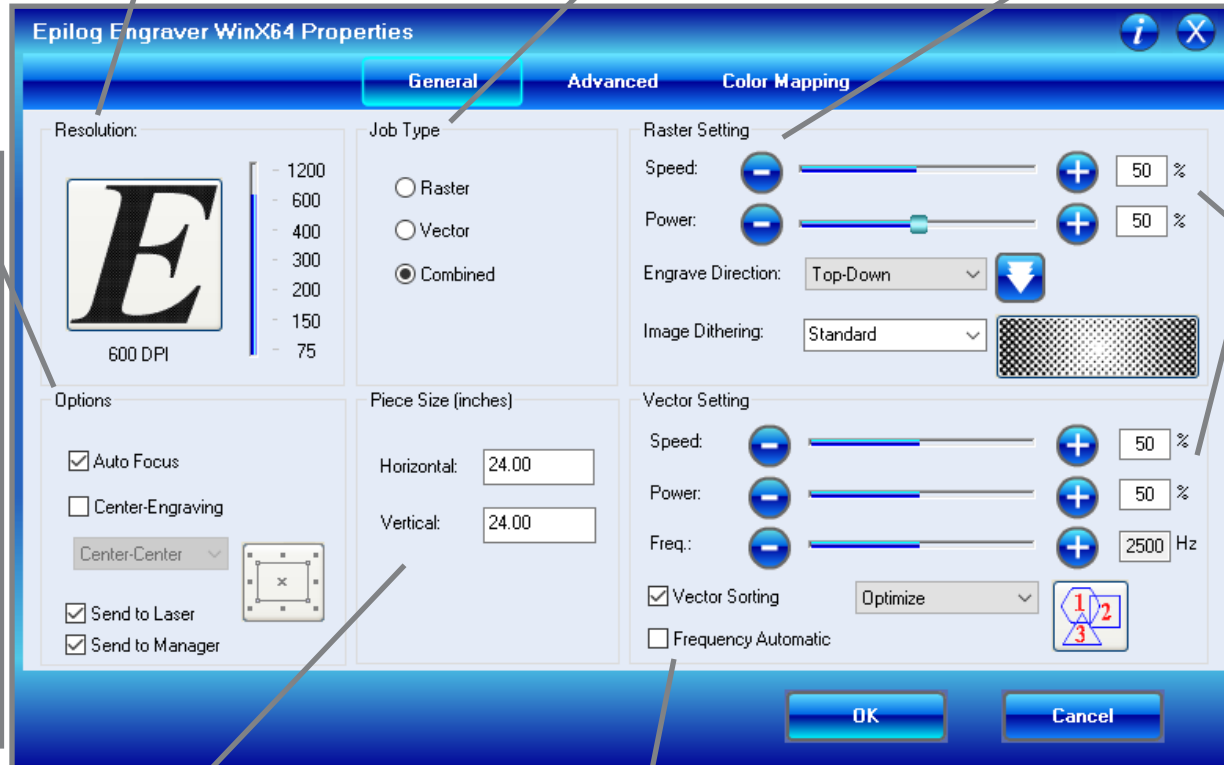 Epilog Engraver WinX64 Properties
i X
General Advanced Color Mapping
Resolution:
E
1200
600
400
300
200
150
75
600 DPI
Job Type
Raster
Vector
Combined
Raster Setting
Speed: - + 50 %
Power: - + 50 %
Engrave Direction: Top-Down
Image Dithering: Standard
Options
Auto Focus
Center-Engraving
Center-Center
Send to Laser
Send to Manager
Piece Size (inches)
Horizontal: 24.00
Vertical: 24.00
Vector Setting
Speed: - + 50 %
Power: - + 50 %
Freq.: - + 2500 Hz
Vector Sorting Optimize
1 2
3
Frequency Automatic
OK Cancel